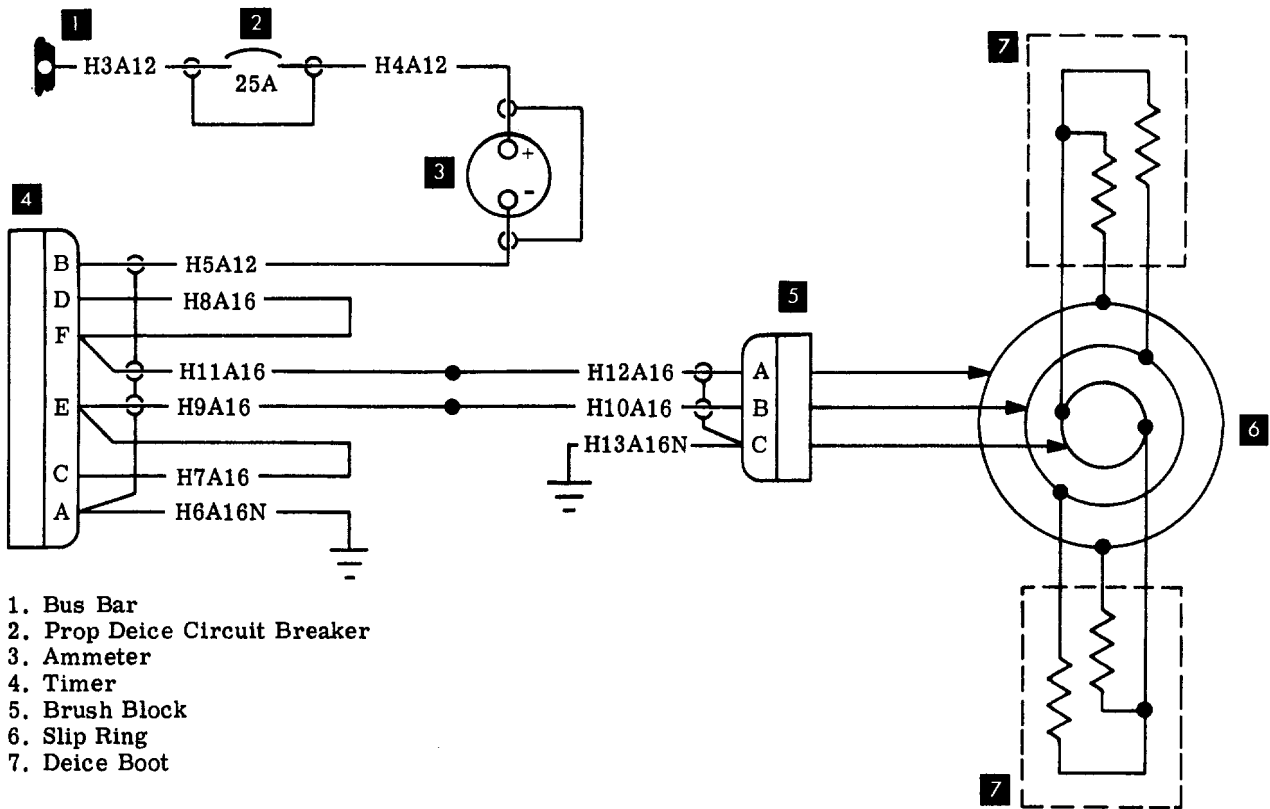 1
2
H3A12
25A
H4A12
3
+
-
4
B
H5A12
D
H8A16
F
H11A16
E
H9A16
C
H7A16
A
H6A16N
5
H12A16
A
H10A16
B
H13A16N
C
7
6
7
1. Bus Bar
2. Prop Deice Circuit Breaker
3. Ammeter
4. Timer
5. Brush Block
6. Slip Ring
7. Deice Boot